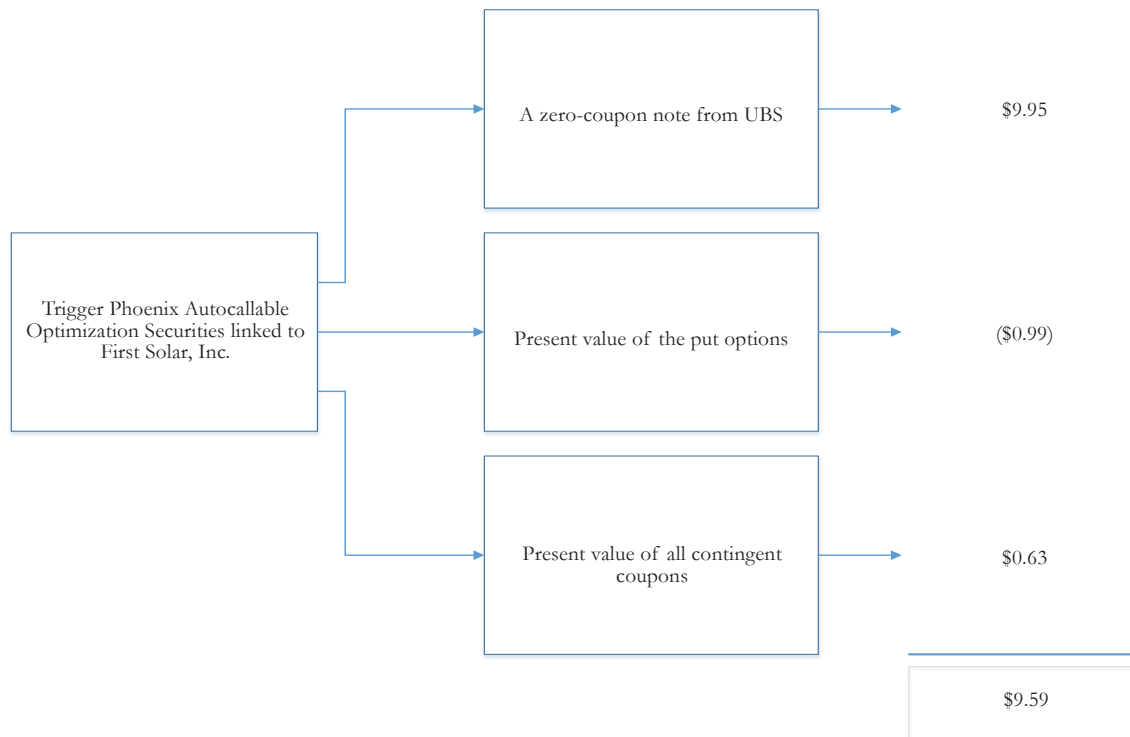 A zero-coupon note from UBS
$9.95
Trigger Phoenix Autocallable
Optimization Securities linked to
First Solar, Inc.
Present value of the put options
($0.99)
Present value of all contingent
coupons
$0.63
$9.59